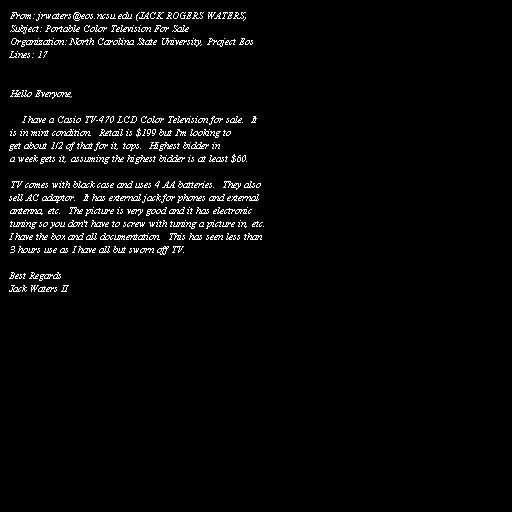 From: jrwaters@eos.ncsu.edu (JACK ROGERS WATERS)
Subject: Portable Color Television For Sale
Organization: North Carolina State University, Project Eos
Lines: 17
Hello Everyone,
I have a Casio TV-470 LCD Color Television for sale. It
is in mint condition. Retail is $199 but I'm looking to
get about 1/2 of that for it, tops. Highest bidder in
a week gets it, assuming the highest bidder is at least $60.
TV comes with black case and uses 4 AA batteries. They also
sell AC adaptor. It has external jack for phones and external
antenna, etc. The picture is very good and it has electronic
tuning so you don't have to screw with tuning a picture in, etc.
I have the box and all documentation. This has seen less than
3 hours use as I have all but sworn off TV.
Best Regards
Jack Waters II